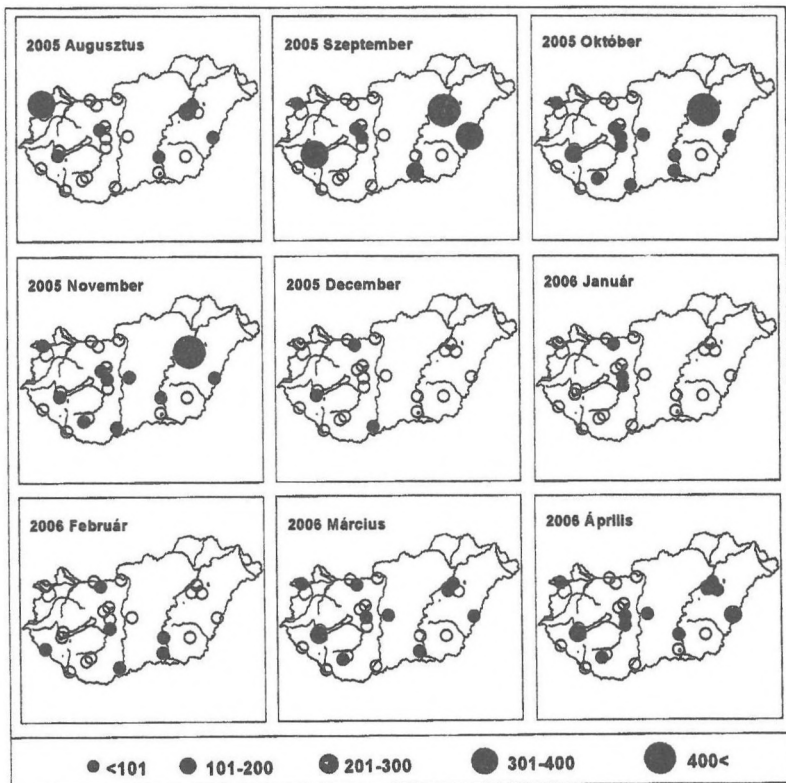 2005 Augusztus
2005 Szeptember
2005 Október
2005 November
2005 December
2006 Január
2006 Február
2006 Március
2006 Április
<101
101-200
201-300
301-400
400<